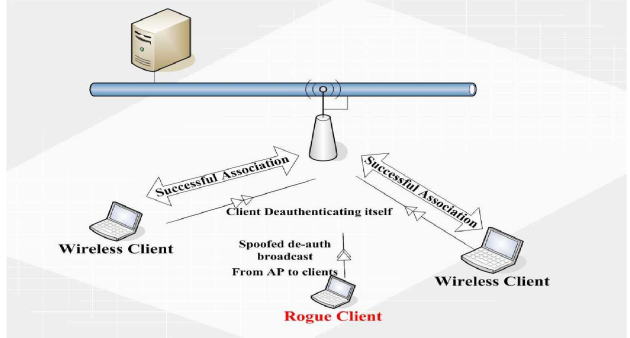 Successful Association
Successful Association
Client Deauthenticating itself
Wireless Client
Spoofed de-auth
broadcast
From AP to clients
Wireless Client
Rogue Client